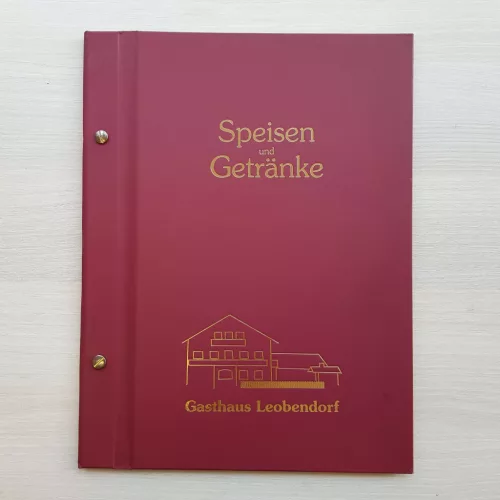 Speisen
und
Getränke
Gasthaus Leobendorf